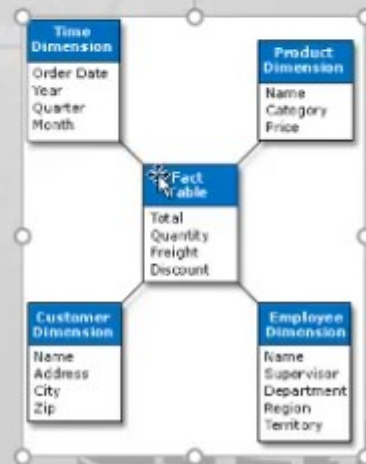 Time
Dimension
Order Date
Year
Quarter
Month
Product
Dimension
Name
Category
Price
Fact
Table
Total
Quantity
Freight
Discount
Customer
Dimension
Name
Address
City
Zip
Employee
Dimension
Name
Supervisor
Department
Region
Territory